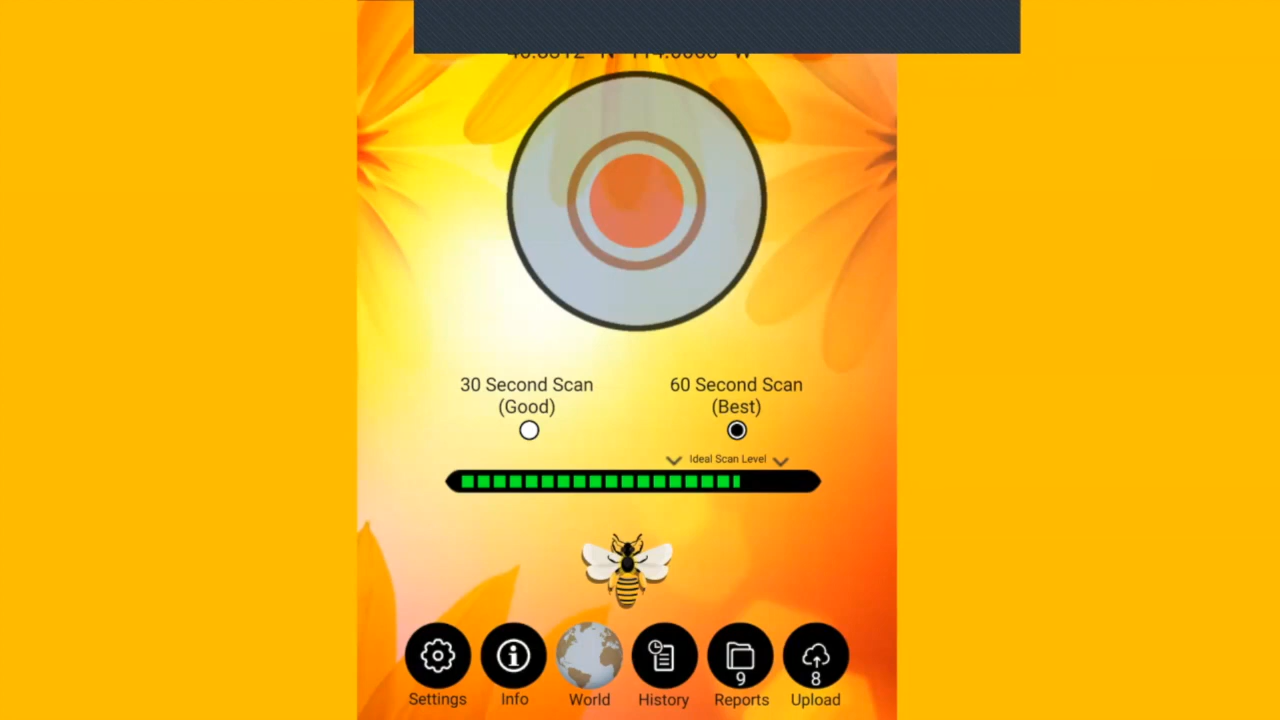 30 Second Scan
(Good)
60 Second Scan
(Best)
Ideal Scan Level
9
8
Settings
Info
World
History
Reports
Upload